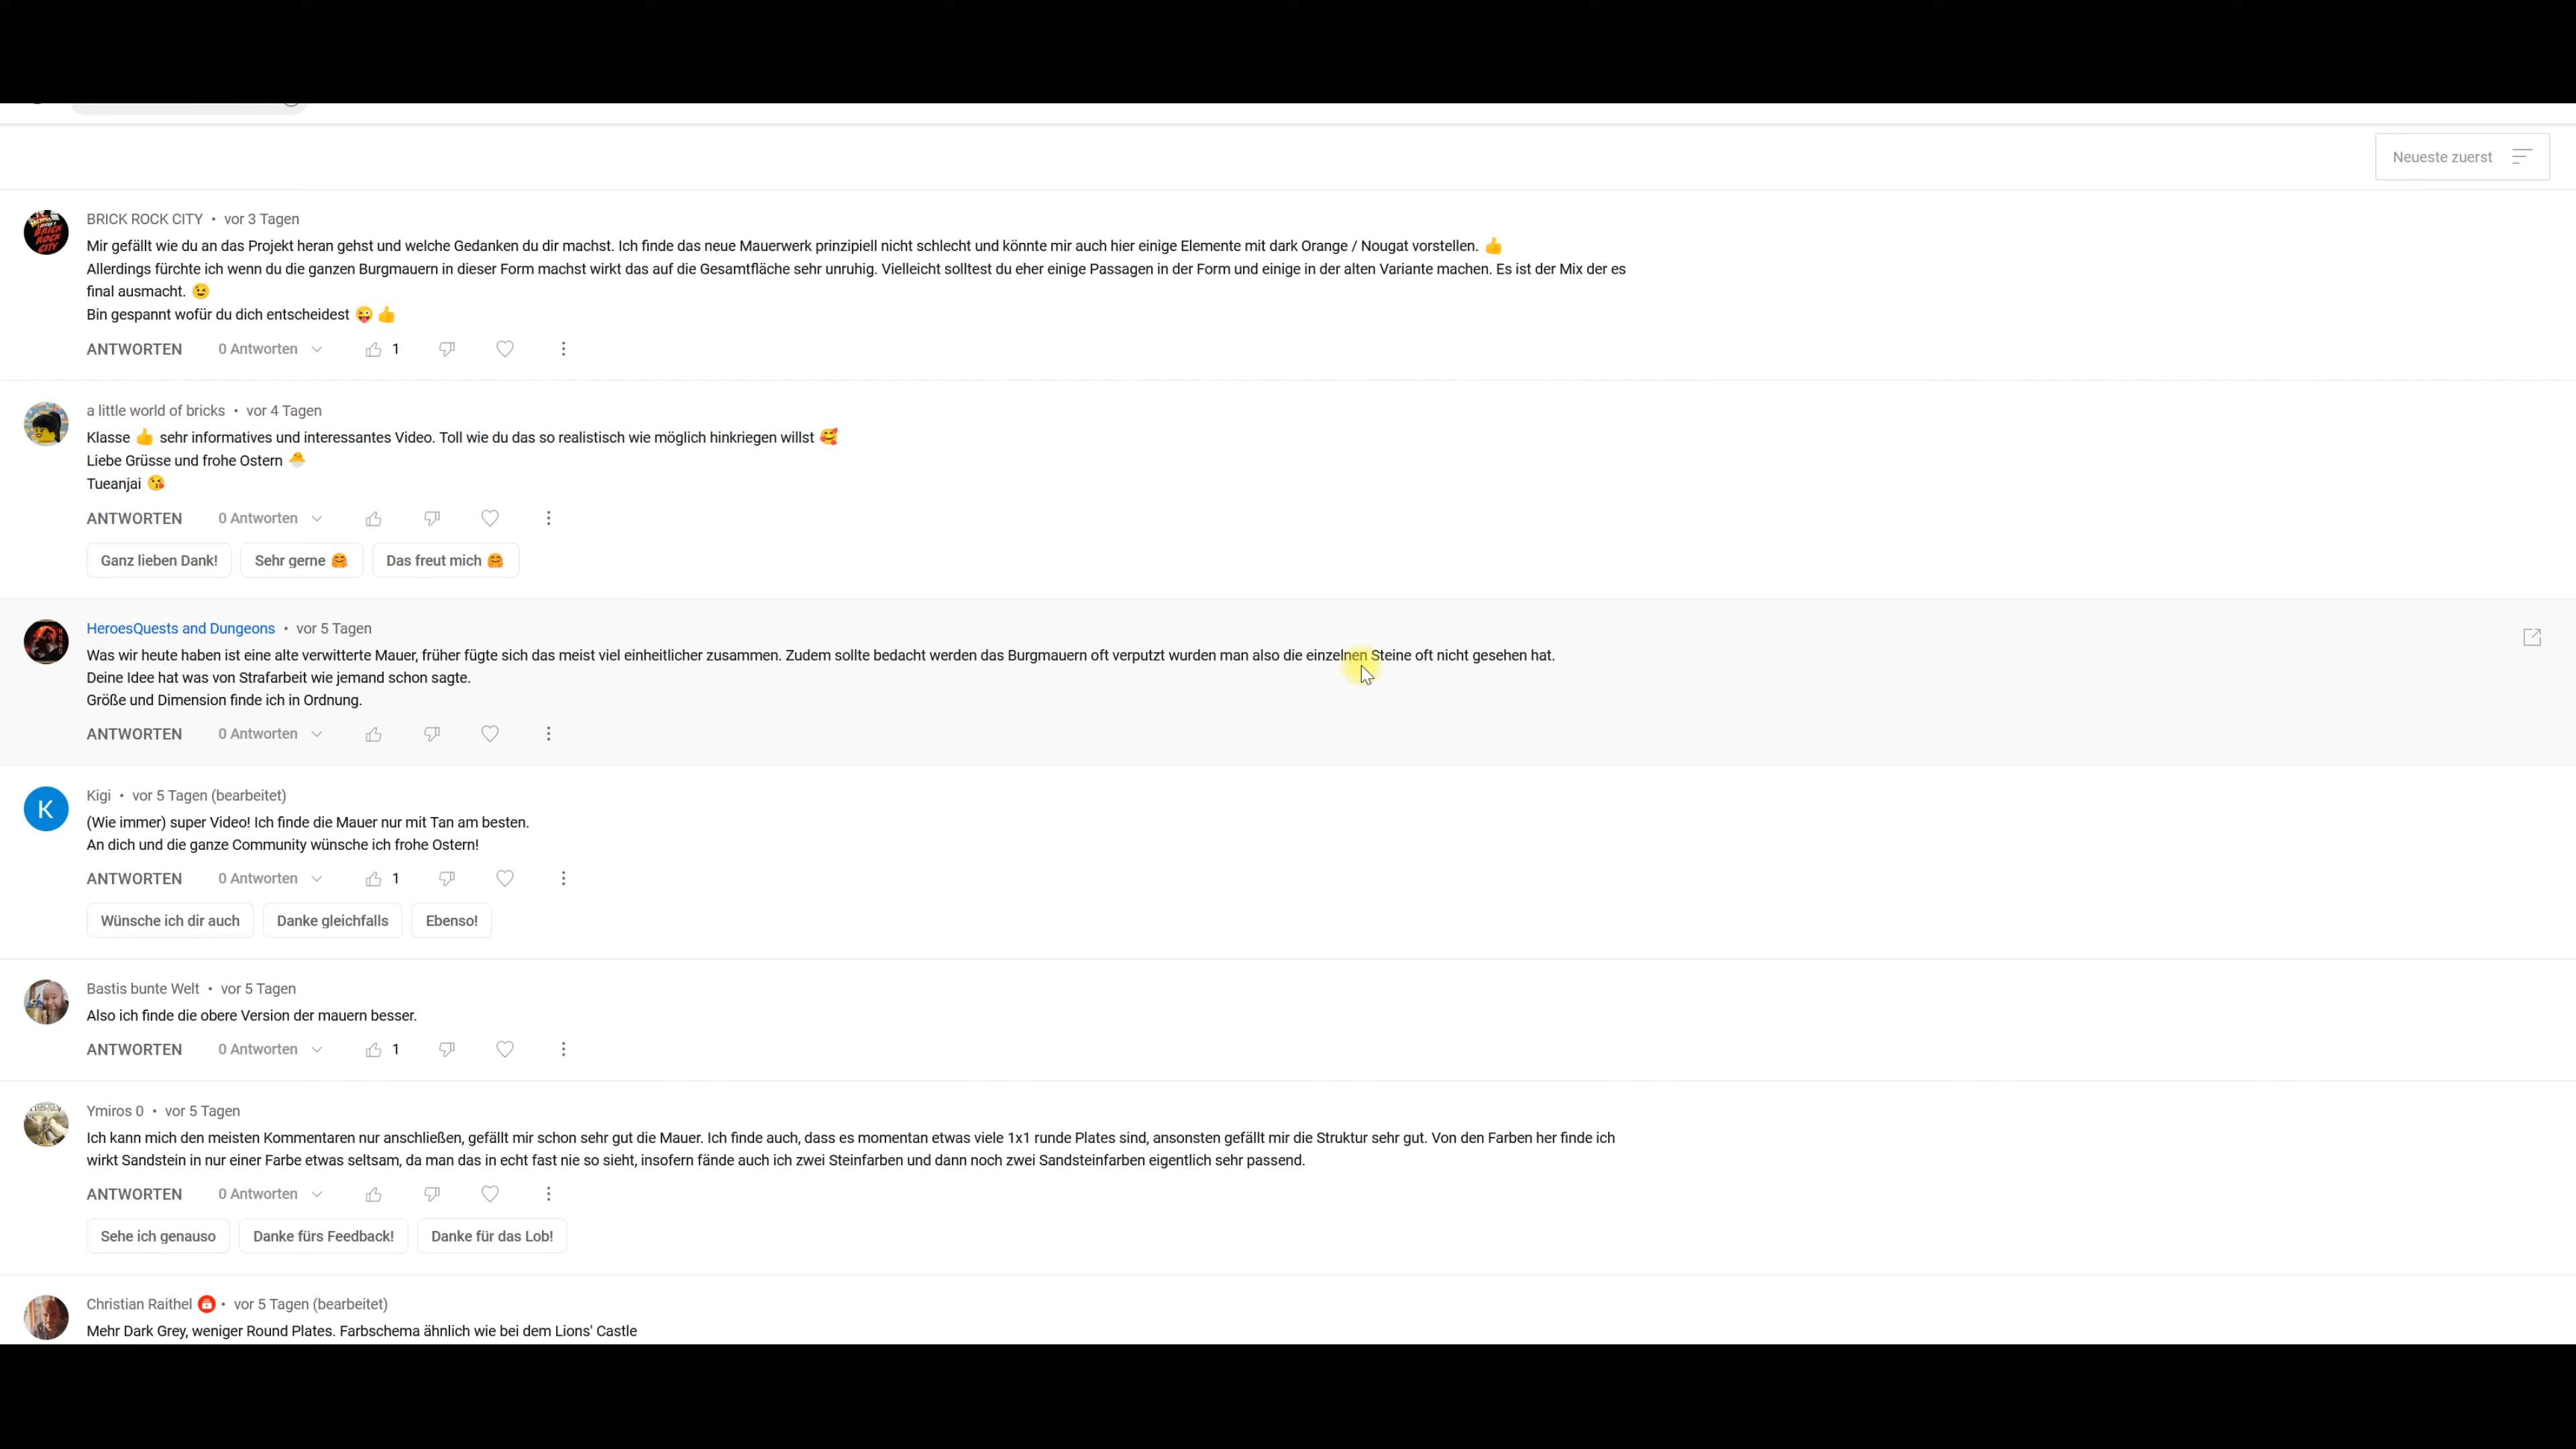 Neueste zuerst
BRICK ROCK CITY • vor 3 Tagen
Mir gefällt wie du an das Projekt heran gehst und welche Gedanken du dir machst. Ich finde das neue Mauerwerk prinzipiell nicht schlecht und könnte mir auch hier einige Elemente mit dark Orange / Nougat vorstellen. 👍
Allerdings fürchte ich wenn du die ganzen Burgmauern in dieser Form machst wirkt das auf die Gesamtfläche sehr unruhig. Vielleicht solltest du eher einige Passagen in der Form und einige in der alten Variante machen. Es ist der Mix der es
final ausmacht. 😉
Bin gespannt wofür du dich entscheidest 😜 👍
ANTWORTEN 0 Antworten 1
a little world of bricks • vor 4 Tagen
Klasse 👍 sehr informatives und interessantes Video. Toll wie du das so realistisch wie möglich hinkriegen willst 🥰
Liebe Grüsse und frohe Ostern 🐣
Tueanjai 😘
ANTWORTEN 0 Antworten
Ganz lieben Dank! Sehr gerne 🤗 Das freut mich 🤗
HeroesQuests and Dungeons • vor 5 Tagen
Was wir heute haben ist eine alte verwitterte Mauer, früher fügte sich das meist viel einheitlicher zusammen. Zudem sollte bedacht werden das Burgmauern oft verputzt wurden man also die einzelnen Steine oft nicht gesehen hat.
Deine Idee hat was von Strafarbeit wie jemand schon sagte.
Größe und Dimension finde ich in Ordnung.
ANTWORTEN 0 Antworten
K
Kigi • vor 5 Tagen (bearbeitet)
(Wie immer) super Video! Ich finde die Mauer nur mit Tan am besten.
An dich und die ganze Community wünsche ich frohe Ostern!
ANTWORTEN 0 Antworten 1
Wünsche ich dir auch Danke gleichfalls Ebenso!
Bastis bunte Welt • vor 5 Tagen
Also ich finde die obere Version der mauern besser.
ANTWORTEN 0 Antworten 1
Ymiros 0 • vor 5 Tagen
Ich kann mich den meisten Kommentaren nur anschließen, gefällt mir schon sehr gut die Mauer. Ich finde auch, dass es momentan etwas viele 1x1 runde Plates sind, ansonsten gefällt mir die Struktur sehr gut. Von den Farben her finde ich
wirkt Sandstein in nur einer Farbe etwas seltsam, da man das in echt fast nie so sieht, insofern fände auch ich zwei Steinfarben und dann noch zwei Sandsteinfarben eigentlich sehr passend.
ANTWORTEN 0 Antworten
Sehe ich genauso Danke fürs Feedback! Danke für das Lob!
Christian Raithel • vor 5 Tagen (bearbeitet)
Mehr Dark Grey, weniger Round Plates. Farbschema ähnlich wie bei dem Lions' Castle